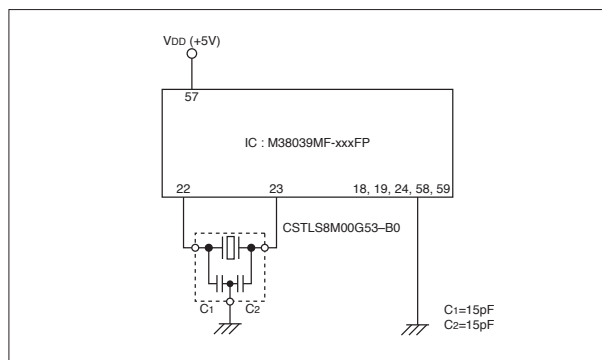 VDD (+5V)
57
IC : M38039MF-xxxFP
22 23 18, 19, 24, 58, 59
CSTLS8M00G53–B0
C1 C2
C1=15pF
C2=15pF